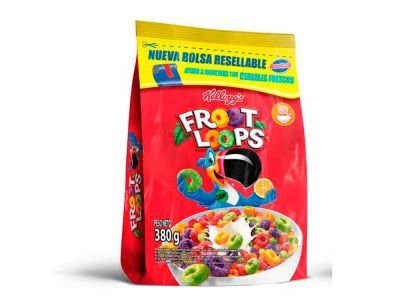 NUEVA BOLSA RESELLABLE
AYUDA A MANTENER TUS CEREALES FRESCOS
Kellogg's
FROOT
LOOPS
PESO NETO
380 g